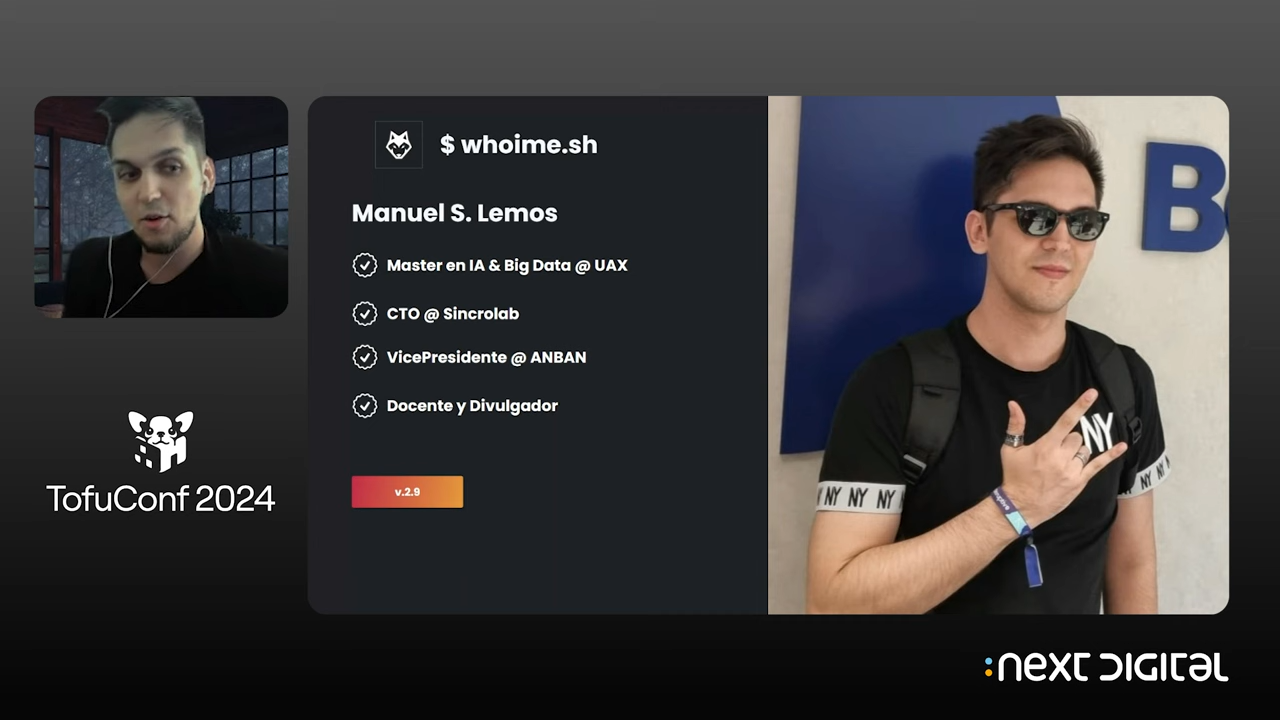 $ whoime.sh
Manuel S. Lemos
Master en IA & Big Data @ UAX
CTO @ Sincrolab
VicePresidente @ ANBAN
Docente y Divulgador
v.2.9
B
NY
NY NY NY
NY
TofuConf 2024
:next DIGITal